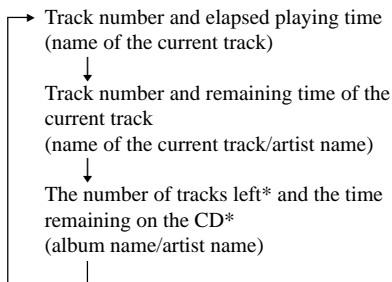 Track number and elapsed playing time
(name of the current track)
Track number and remaining time of the
current track
(name of the current track/artist name)
The number of tracks left* and the time
remaining on the CD*
(album name/artist name)